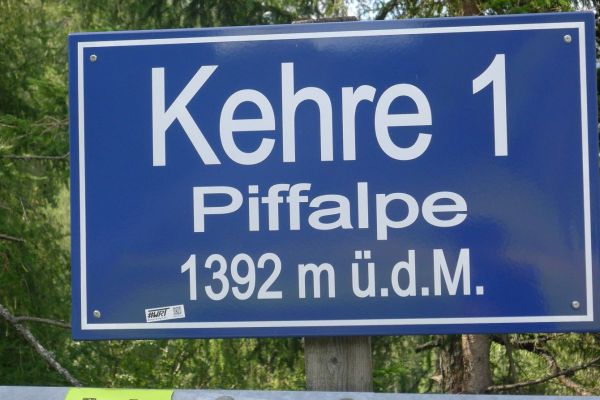 Kehre 1
Piffalpe
1392 m ü.d.M.